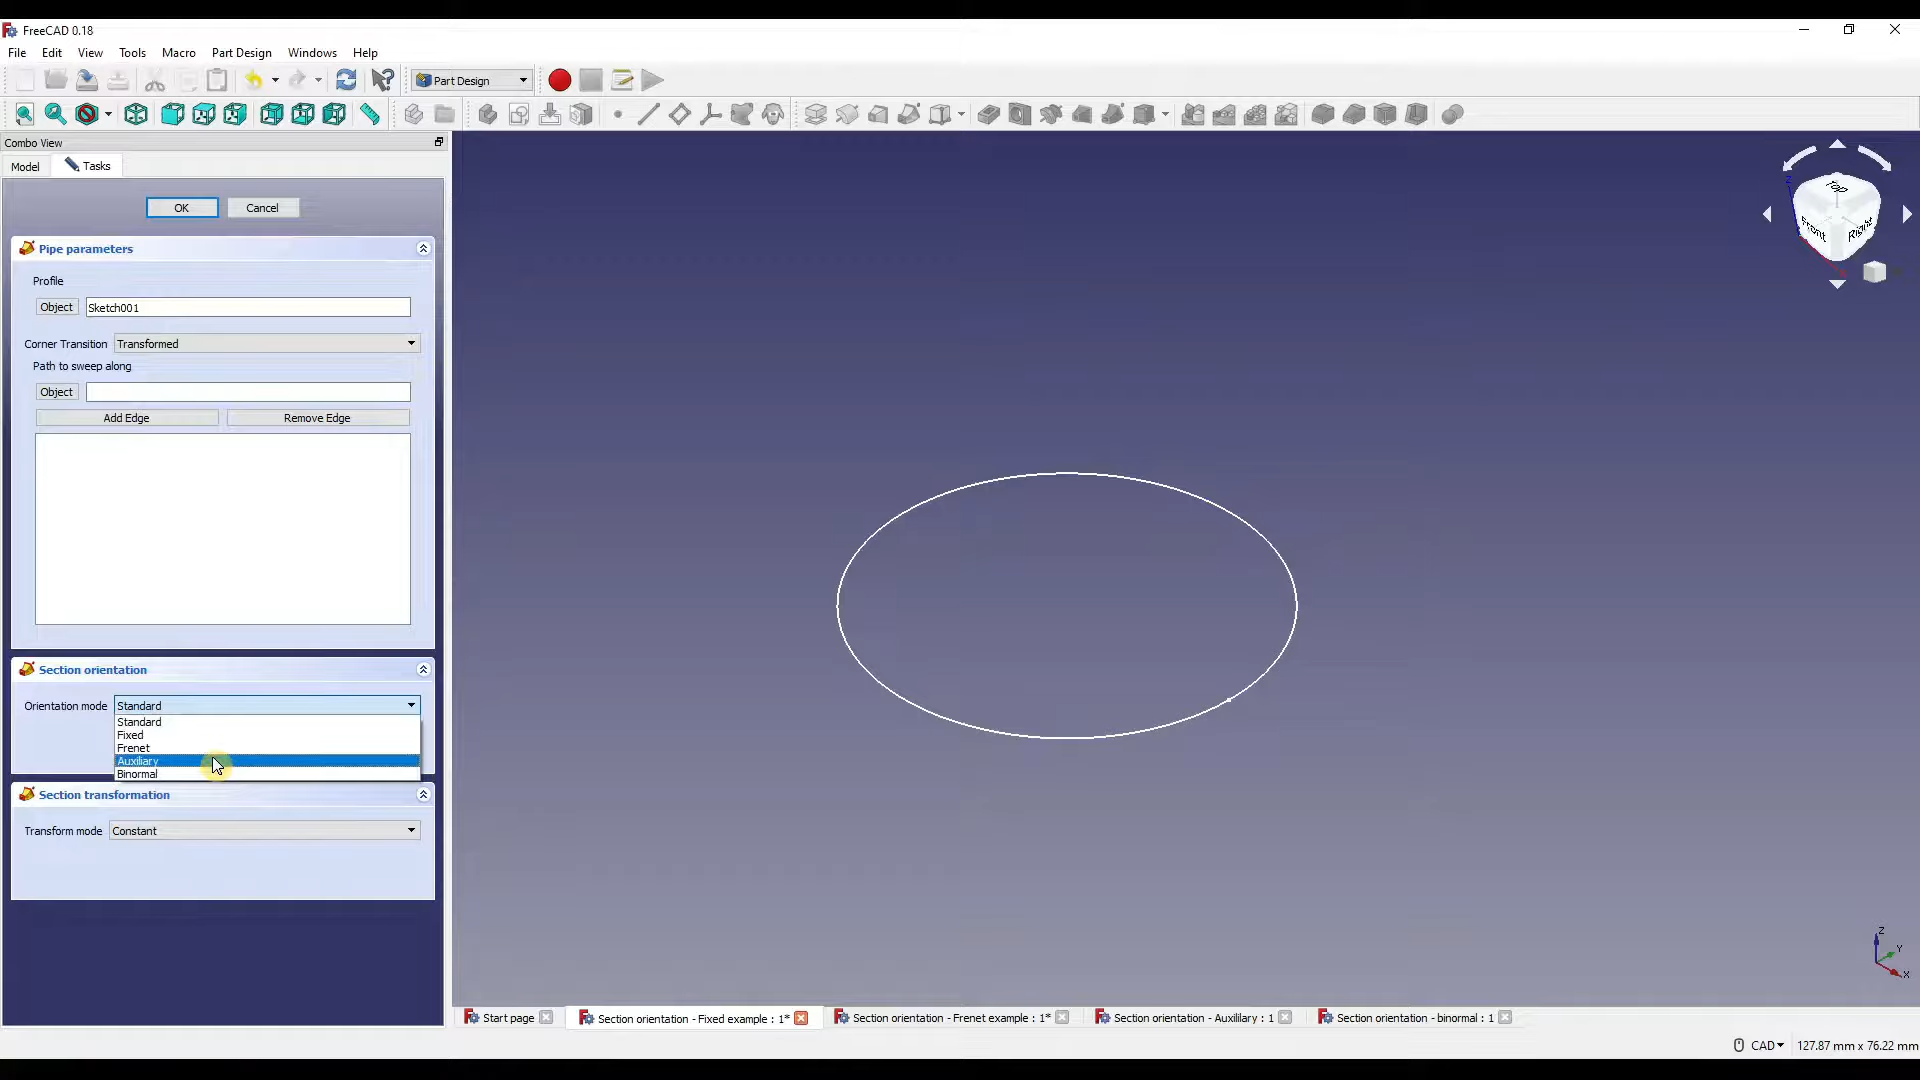 FreeCAD 0.18
File Edit View Tools Macro Part Design Windows Help
Part Design
Combo View
Model Tasks
OK Cancel
Pipe parameters
Profile
Object Sketch001
Corner Transition Transformed
Path to sweep along
Object
Add Edge Remove Edge
Section orientation
Orientation mode Standard
Standard
Fixed
Frenet
Auxiliary
Binormal
Section transformation
Transform mode Constant
Top
Front Right
Z
Z
Y
X
Start page Section orientation - Fixed example : 1* Section orientation - Frenet example : 1* Section orientation - Auxililary : 1 Section orientation - binormal : 1
CAD 127.87 mm x 76.22 mm